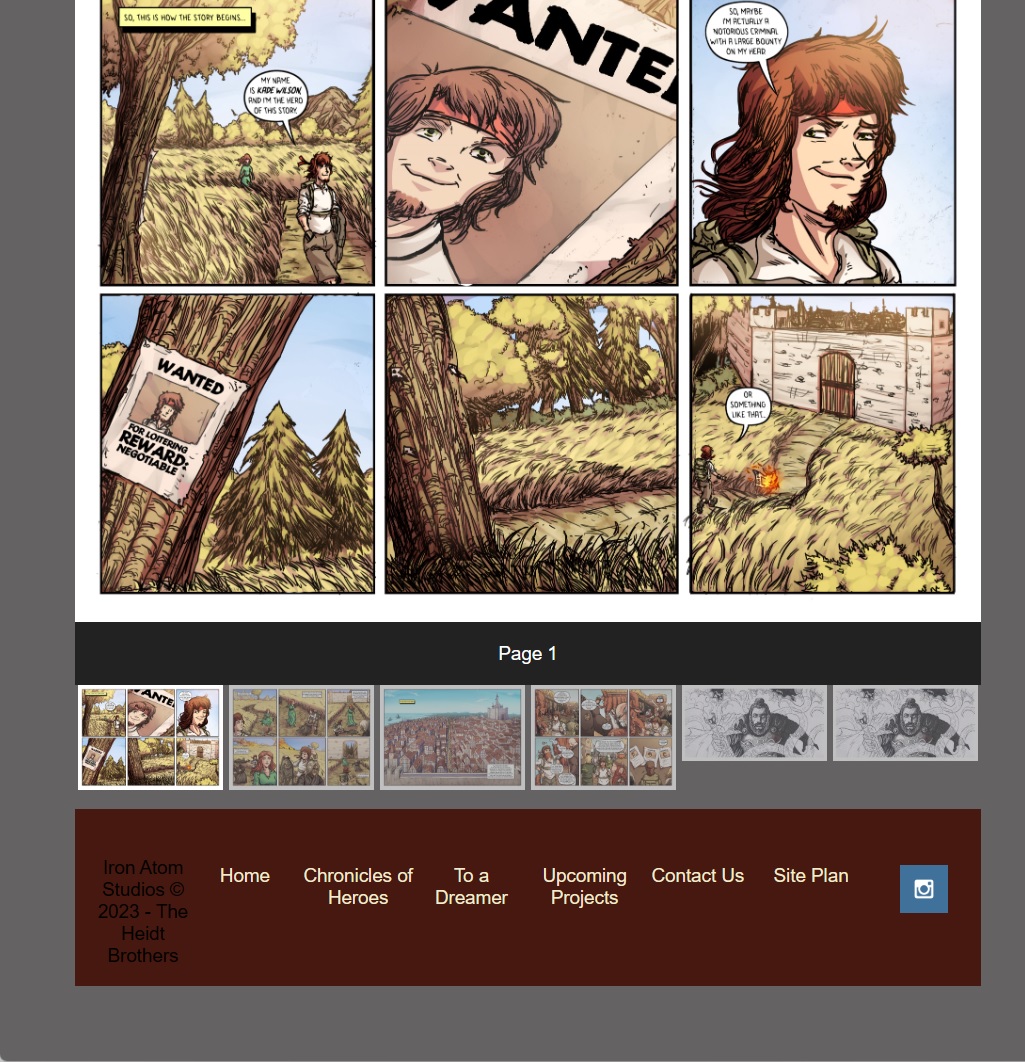 SO, THIS IS HOW THE STORY BEGINS...
MY NAME
IS KADE WILSON,
AND I'M THE HERO
OF THIS STORY.
WANTE
SO, MAYBE
I'M ACTUALLY A
NOTORIOUS CRIMINAL
WITH A LARGE BOUNTY
ON MY HEAD.
WANTED
FOR LOITERING
REWARD:
NEGOTIABLE
OR
SOMETHING
LIKE THAT...
Page 1
Iron Atom
Studios ©
2023 - The
Heidt
Brothers
Home
Chronicles of
Heroes
To a
Dreamer
Upcoming
Projects
Contact Us
Site Plan